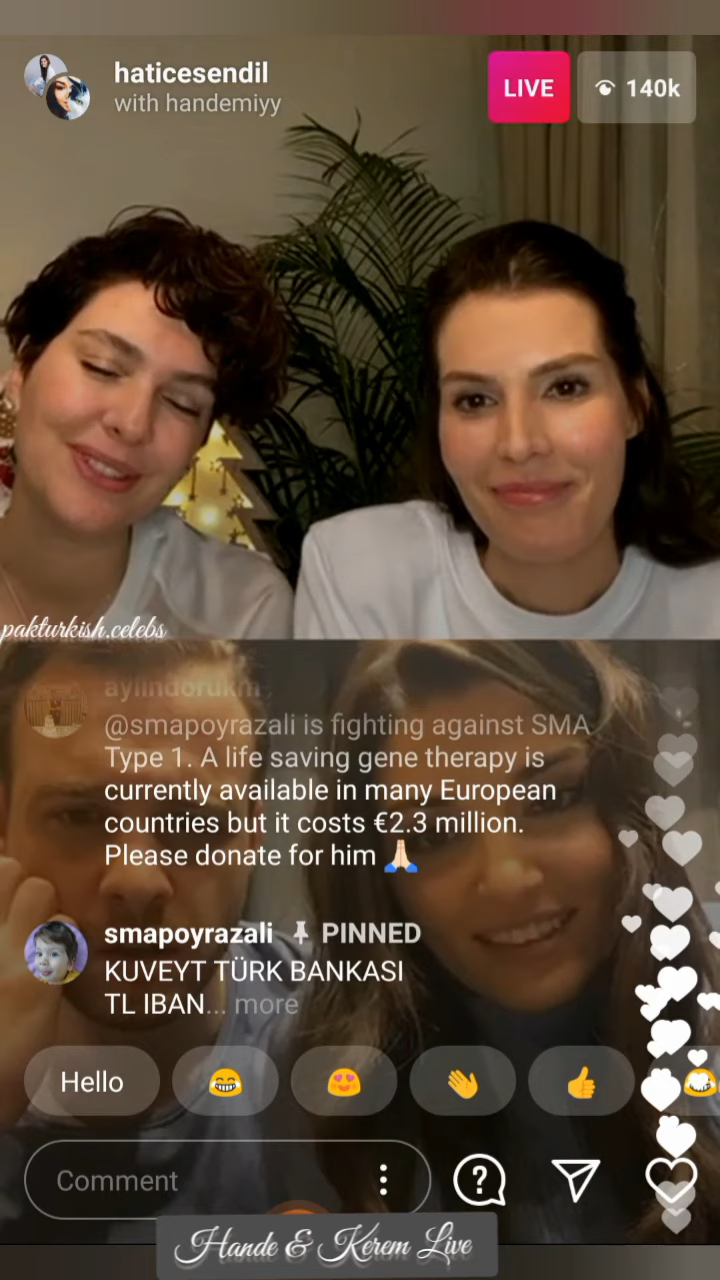 haticesendil
with handemiyy
LIVE
140k
pakturkish.celebs
aylindorukm
@smapoyrazali is fighting against SMA
Type 1. A life saving gene therapy is
currently available in many European
countries but it costs €2.3 million.
Please donate for him 🙏🏻
smapoyrazali PINNED
KUVEYT TÜRK BANKASI
TL IBAN... more
Hello
Comment
Hande & Kerem Live